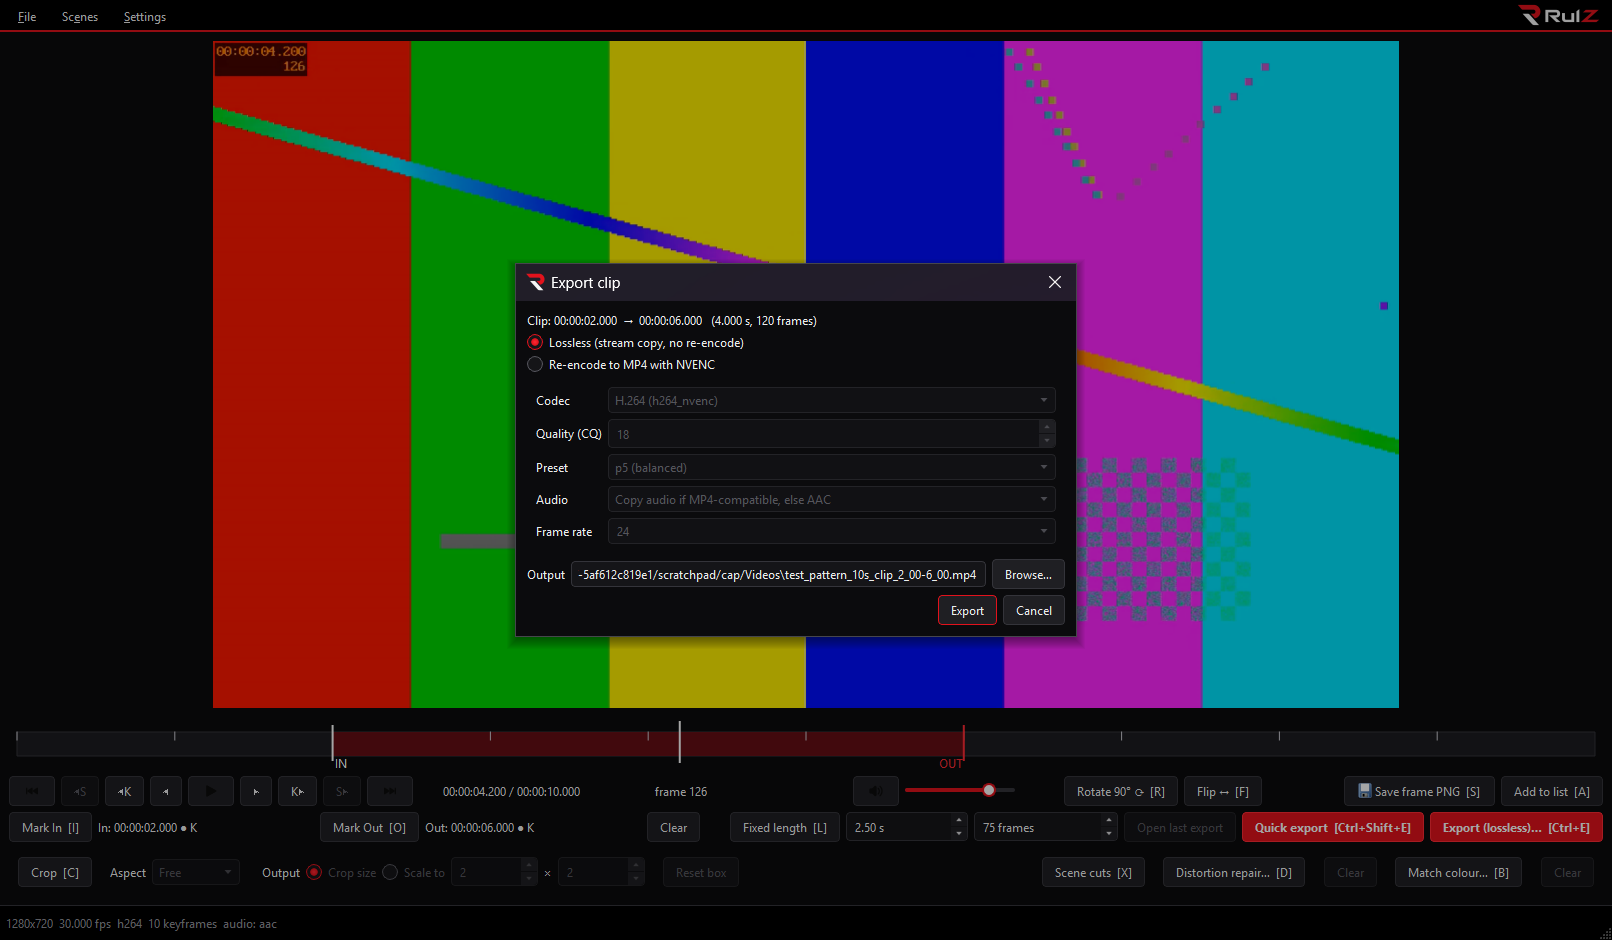 File Scenes Settings
RulZ
00:00:04.200
126
Export clip
Clip: 00:00:02.000 → 00:00:06.000 (4.000 s, 120 frames)
Lossless (stream copy, no re-encode)
Re-encode to MP4 with NVENC
Codec H.264 (h264_nvenc)
Quality (CQ) 18
Preset p5 (balanced)
Audio Copy audio if MP4-compatible, else AAC
Frame rate 24
Output -5af612c819e1/scratchpad/cap/Videos\test_pattern_10s_clip_2_00-6_00.mp4 Browse...
Export Cancel
IN OUT
◂S ◂K K▸ S▸ 00:00:04.200 / 00:00:10.000 frame 126 Rotate 90° ⟳ [R] Flip ↔ [F] Save frame PNG [S] Add to list [A]
Mark In [I] In: 00:00:02.000 ● K Mark Out [O] Out: 00:00:06.000 ● K Clear Fixed length [L] 2.50 s 75 frames Open last export Quick export [Ctrl+Shift+E] Export (lossless)... [Ctrl+E]
Crop [C] Aspect Free Output Crop size Scale to 2 × 2 Reset box Scene cuts [X] Distortion repair... [D] Clear Match colour... [B] Clear
1280x720 30.000 fps h264 10 keyframes audio: aac